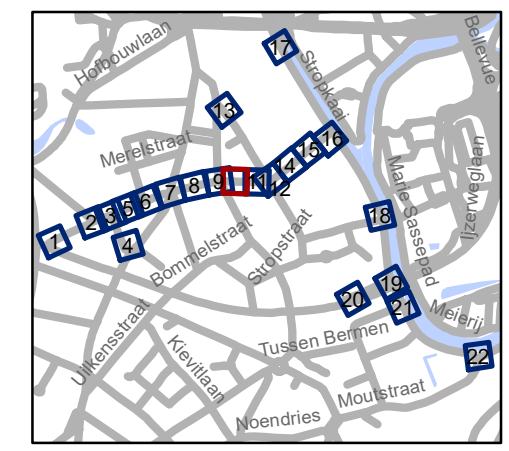 Hofbouwlaan
Bellevue
17
Stropkaai
13
Merelstraat
16
15
14
Ijzerweglaan
Marie Sassepad
1
2
3
5
6
7
8
9
11
12
4
18
Bommelstraat
Stropstraat
19
20
21
Meierij
Uilkensstraat
Kievitlaan
Tussen Bermen
22
Moutstraat
Noendries